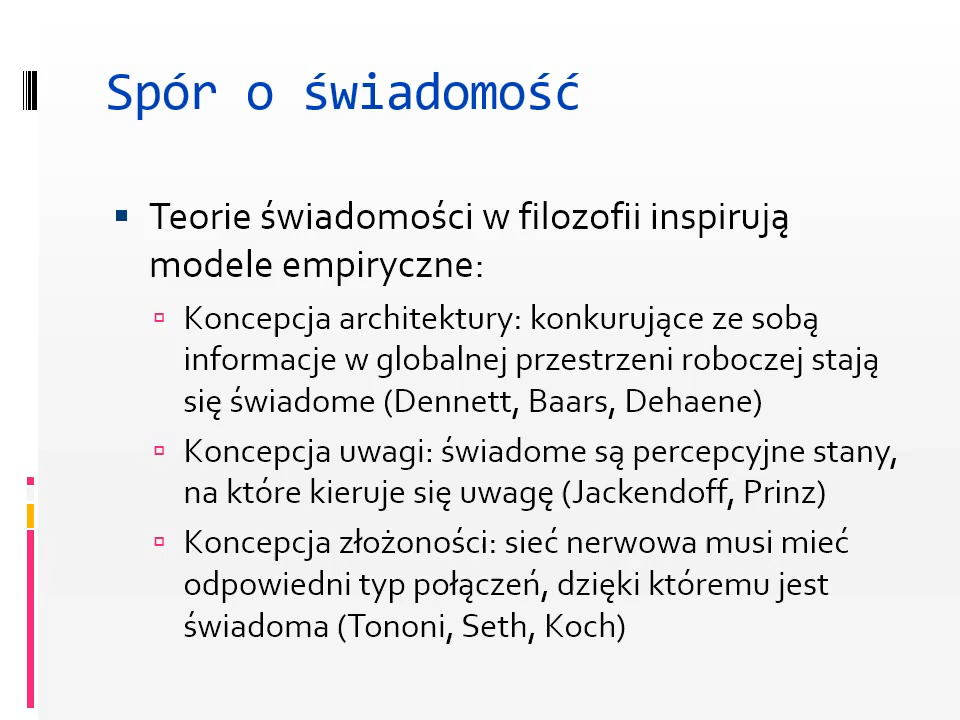 Spór o świadomość
Teorie świadomości w filozofii inspirują
modele empiryczne:
Koncepcja architektury: konkurujące ze sobą
informacje w globalnej przestrzeni roboczej stają
się świadome (Dennett, Baars, Dehaene)
Koncepcja uwagi: świadome są percepcyjne stany,
na które kieruje się uwagę (Jackendoff, Prinz)
Koncepcja złożoności: sieć nerwowa musi mieć
odpowiedni typ połączeń, dzięki któremu jest
świadoma (Tononi, Seth, Koch)